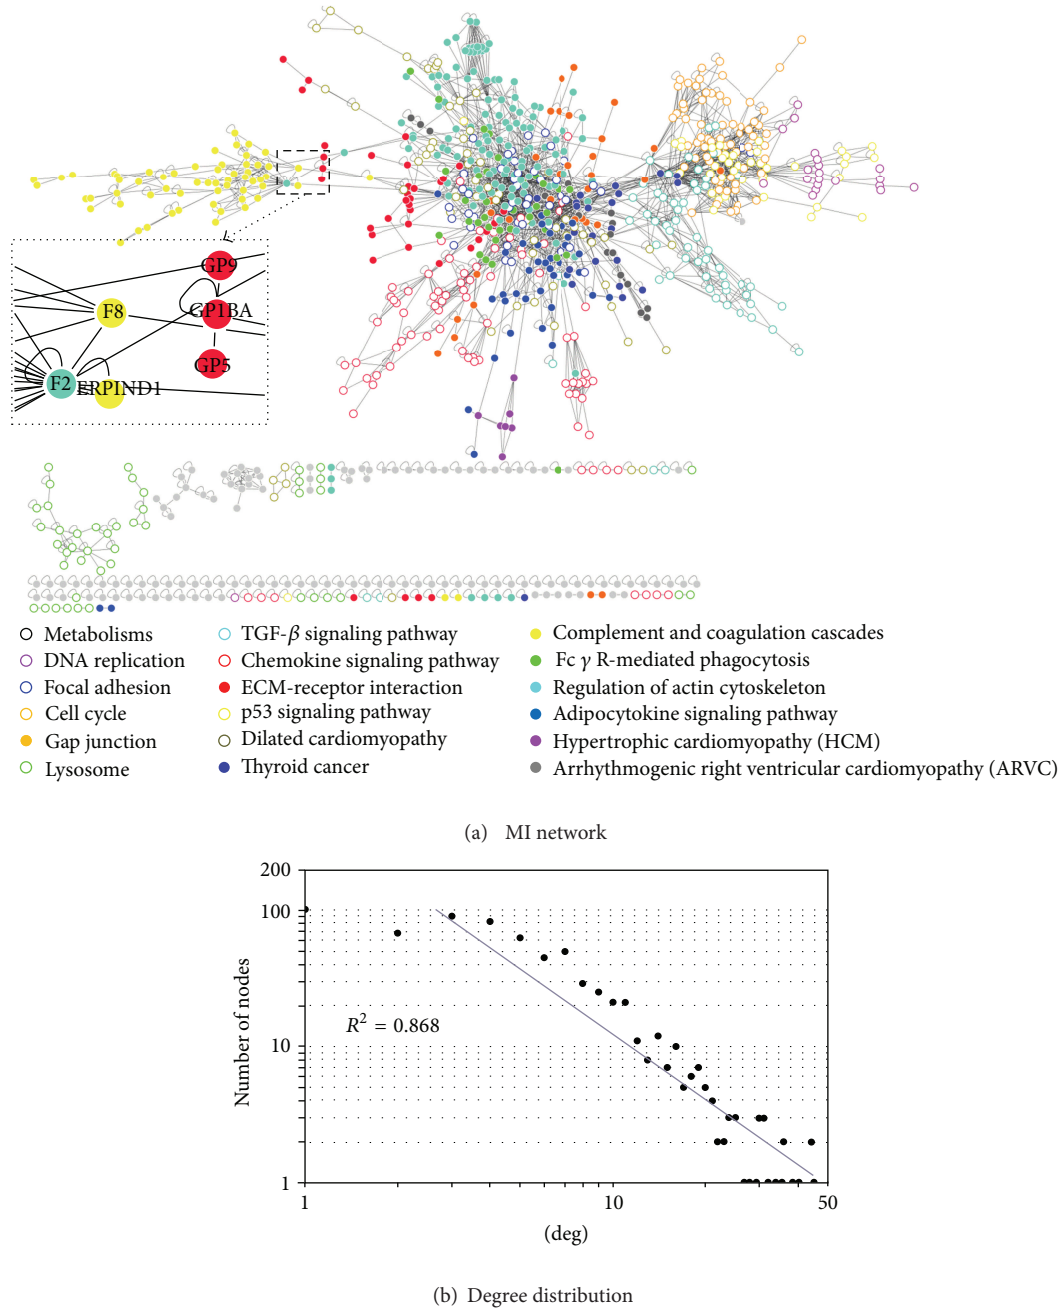 GP9
F8
GP1BA
GP5
F2
ERPIND1
Metabolisms
DNA replication
Focal adhesion
Cell cycle
Gap junction
Lysosome
TGF-β signaling pathway
Chemokine signaling pathway
ECM-receptor interaction
p53 signaling pathway
Dilated cardiomyopathy
Thyroid cancer
Complement and coagulation cascades
Fc γ R-mediated phagocytosis
Regulation of actin cytoskeleton
Adipocytokine signaling pathway
Hypertrophic cardiomyopathy (HCM)
Arrhythmogenic right ventricular cardiomyopathy (ARVC)
(a) MI network
200
100
10
1
Number of nodes
R² = 0.868
1 10 50
(deg)
(b) Degree distribution